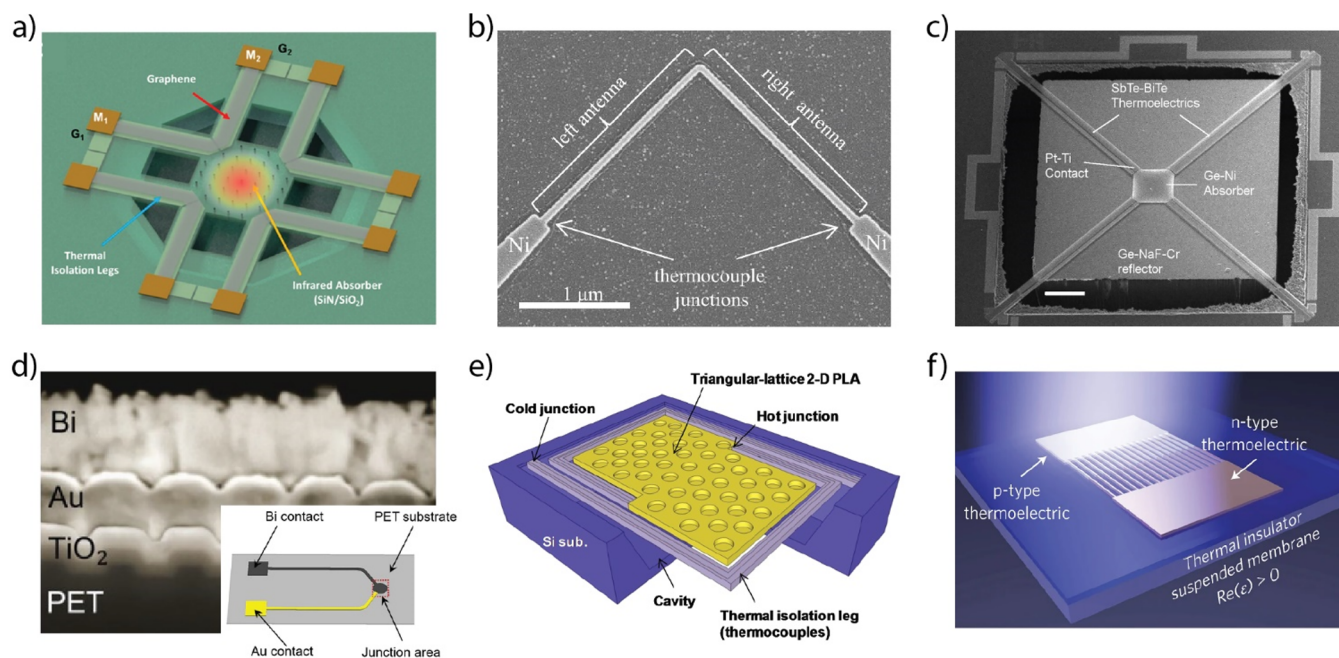 a)
M₂
G₂
Graphene
M₁
G₁
Thermal
Isolation Legs
Infrared Absorber
(SiN/SiO₂)
b)
left antenna
right antenna
Ni
Ni
thermocouple
junctions
1 μm
c)
SbTe-BiTe
Thermoelectrics
Pt-Ti
Contact
Ge-Ni
Absorber
Ge-NaF-Cr
reflector
d)
Bi
Au
TiO₂
PET
Bi contact
PET substrate
Au contact
Junction area
e)
Triangular-lattice 2-D PLA
Cold junction
Hot junction
Si sub.
Cavity
Thermal isolation leg
(thermocouples)
f)
n-type
thermoelectric
p-type
thermoelectric
Thermal insulator
suspended membrane
Re(ε) > 0